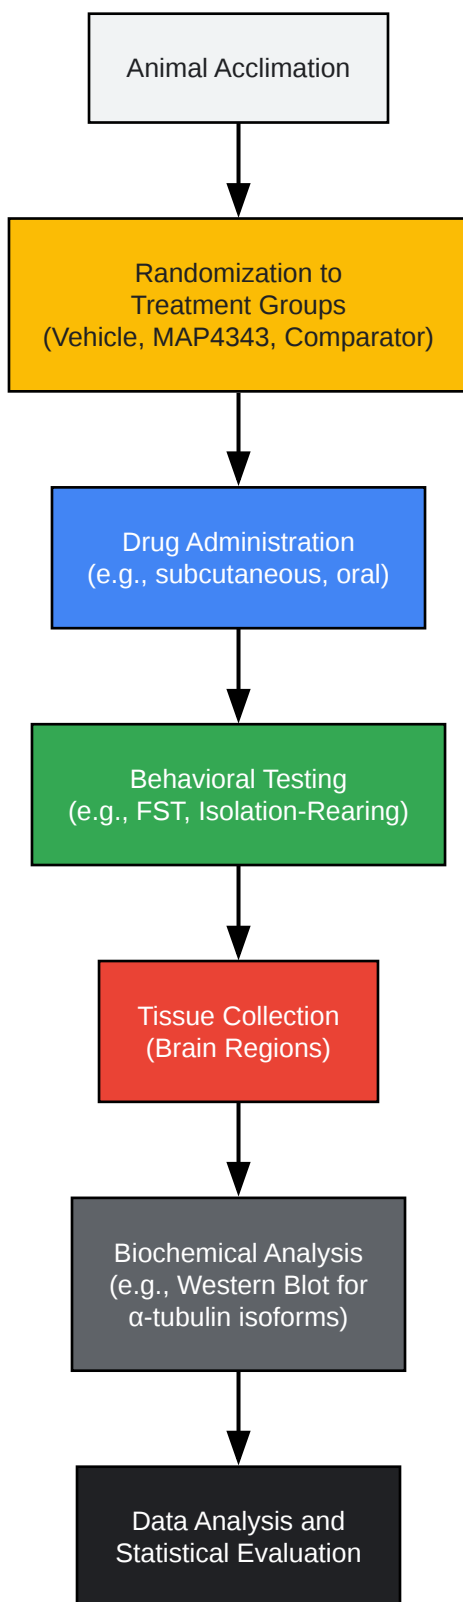 Animal Acclimation
Randomization to
Treatment Groups
(Vehicle, MAP4343, Comparator)
Drug Administration
(e.g., subcutaneous, oral)
Behavioral Testing
(e.g., FST, Isolation-Rearing)
Tissue Collection
(Brain Regions)
Biochemical Analysis
(e.g., Western Blot for
α-tubulin isoforms)
Data Analysis and
Statistical Evaluation